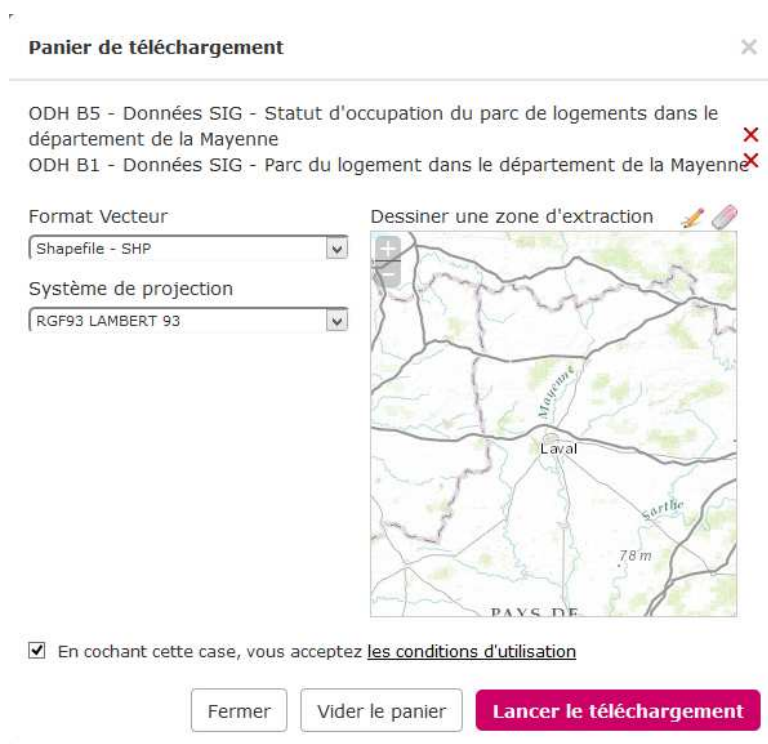 Panier de téléchargement
ODH B5 - Données SIG - Statut d'occupation du parc de logements dans le
département de la Mayenne
ODH B1 - Données SIG - Parc du logement dans le département de la Mayenne
Format Vecteur
Shapefile - SHP
Système de projection
RGF93 LAMBERT 93
Dessiner une zone d'extraction
Mayenne
Laval
Sarthe
78 m
PAYS DE
En cochant cette case, vous acceptez les conditions d'utilisation
Fermer
Vider le panier
Lancer le téléchargement